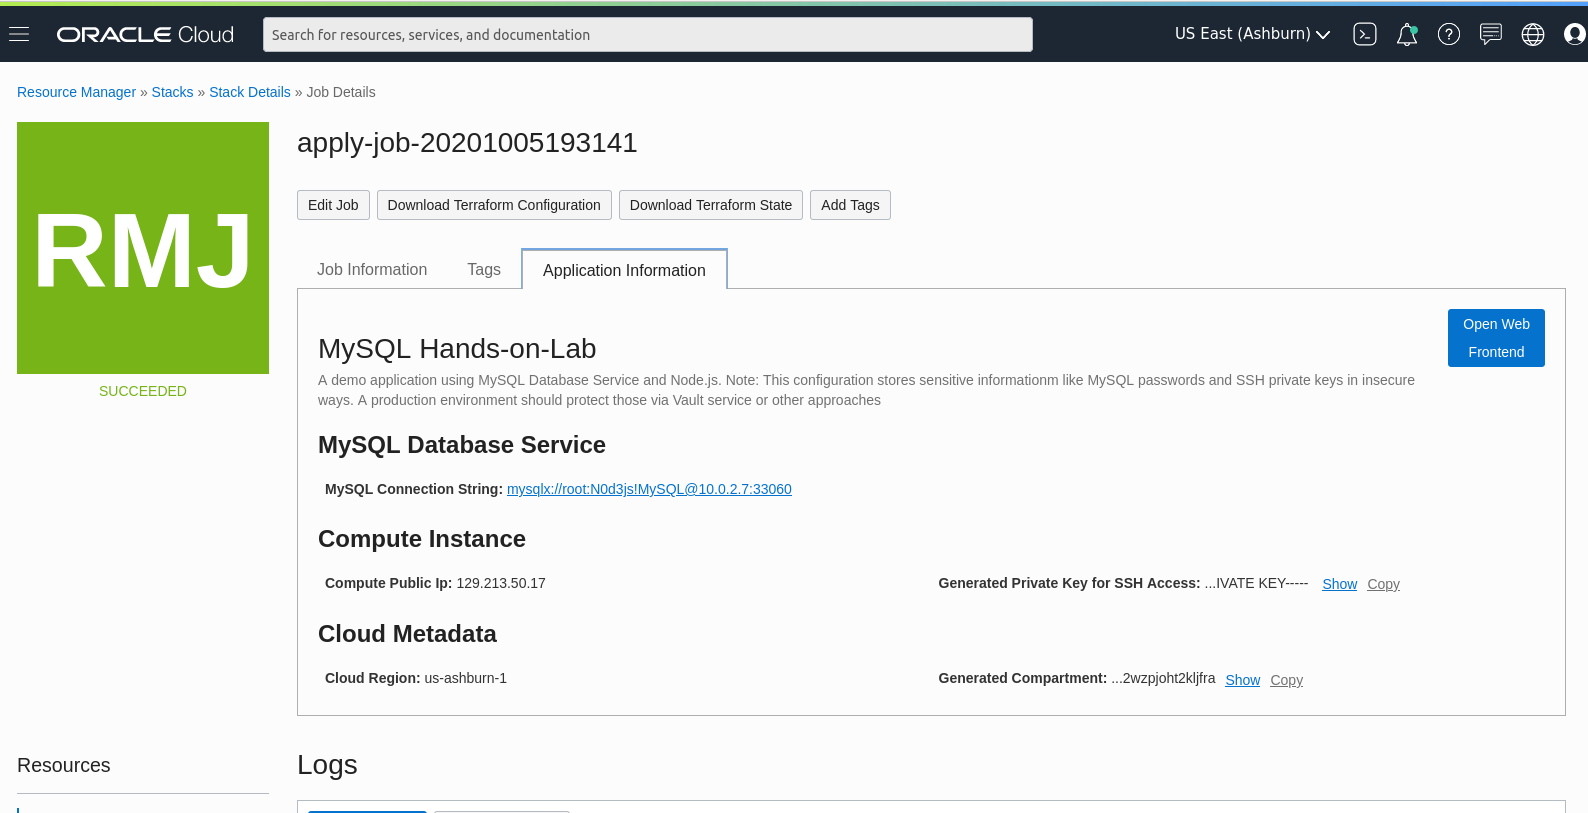 ORACLE Cloud
Search for resources, services, and documentation
US East (Ashburn)
Resource Manager » Stacks » Stack Details » Job Details
RMJ
SUCCEEDED
apply-job-20201005193141
Edit Job
Download Terraform Configuration
Download Terraform State
Add Tags
Job Information
Tags
Application Information
Open Web
Frontend
MySQL Hands-on-Lab
A demo application using MySQL Database Service and Node.js. Note: This configuration stores sensitive informationm like MySQL passwords and SSH private keys in insecure
ways. A production environment should protect those via Vault service or other approaches
MySQL Database Service
MySQL Connection String: mysqlx://root:N0d3js!MySQL@10.0.2.7:33060
Compute Instance
Compute Public Ip: 129.213.50.17
Generated Private Key for SSH Access: ...IVATE KEY----- Show Copy
Cloud Metadata
Cloud Region: us-ashburn-1
Generated Compartment: ...2wzpjoht2kljfra Show Copy
Resources
Logs